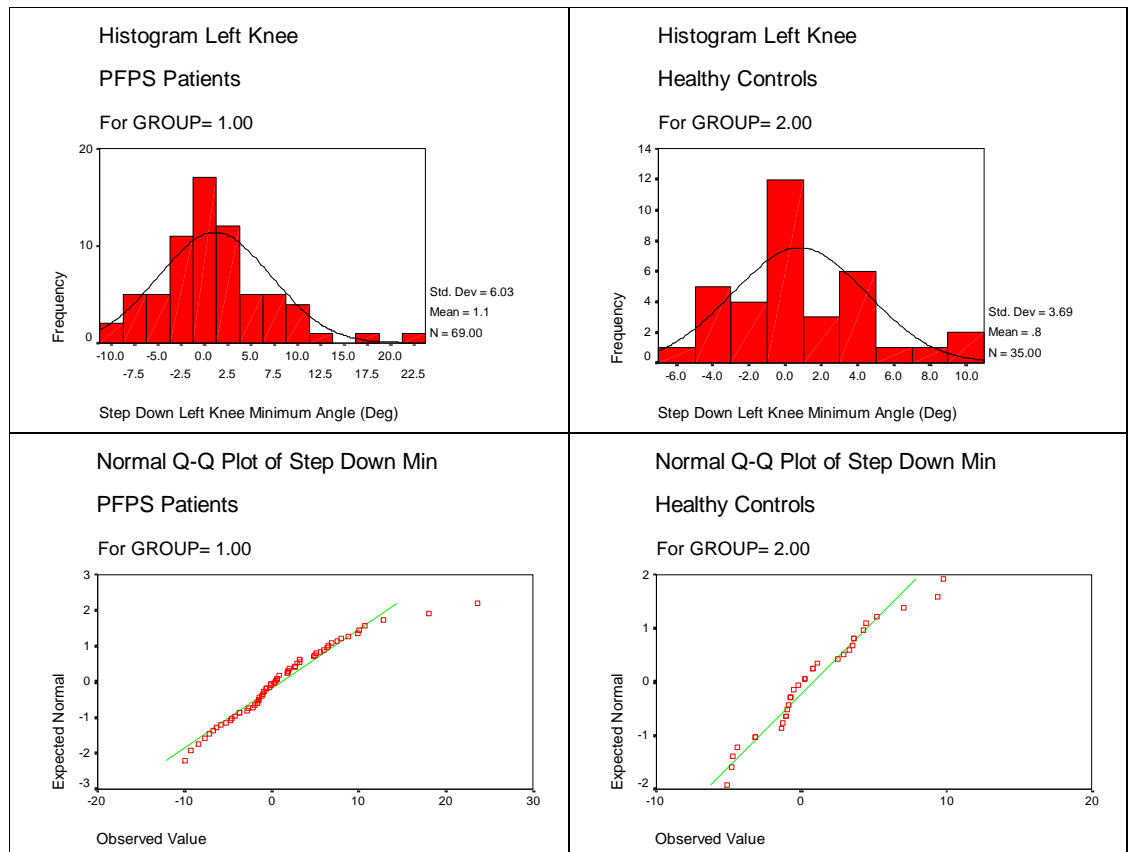 Histogram Left Knee
PFPS Patients
For GROUP= 1.00
20
10
0
Frequency
-10.0 -5.0 0.0 5.0 10.0 15.0 20.0
-7.5 -2.5 2.5 7.5 12.5 17.5 22.5
Step Down Left Knee Minimum Angle (Deg)
Std. Dev = 6.03
Mean = 1.1
N = 69.00
Histogram Left Knee
Healthy Controls
For GROUP= 2.00
14
12
10
8
6
4
2
0
Frequency
-6.0 -4.0 -2.0 0.0 2.0 4.0 6.0 8.0 10.0
Step Down Left Knee Minimum Angle (Deg)
Std. Dev = 3.69
Mean = .8
N = 35.00
Normal Q-Q Plot of Step Down Min
PFPS Patients
For GROUP= 1.00
3
2
1
0
-1
-2
-3
Expected Normal
-20 -10 0 10 20 30
Observed Value
Normal Q-Q Plot of Step Down Min
Healthy Controls
For GROUP= 2.00
2
1
0
-1
-2
Expected Normal
-10 0 10 20
Observed Value